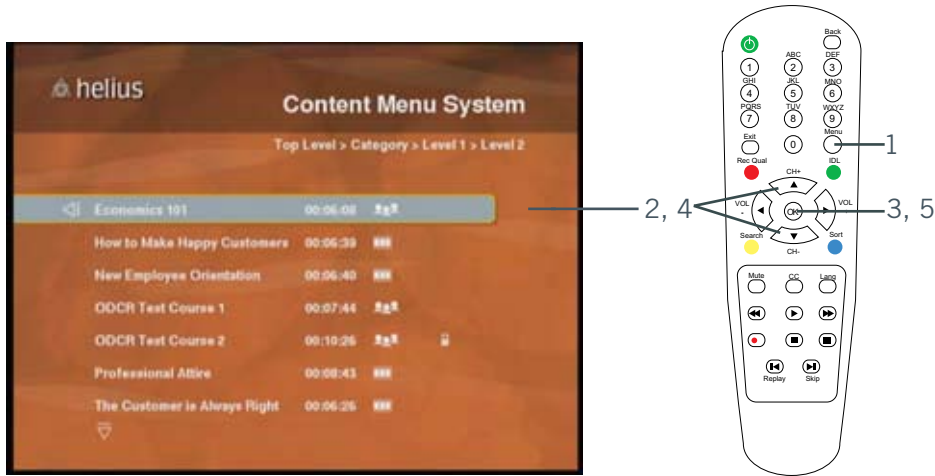 helius
Content Menu System
Top Level > Category > Level 1 > Level 2
Economics 101 00:06:08
How to Make Happy Customers 00:06:39
New Employee Orientation 00:06:40
ODCR Test Course 1 00:07:44
ODCR Test Course 2 00:10:26
Professional Attire 00:08:43
The Customer is Always Right 00:06:26
2, 4
Back
ABC DEF
1 2 3
GHI JKL MNO
4 5 6
PQRS TUV WXYZ
7 8 9
Exit Menu
0
1
Rec Qual IDL
CH+
VOL - OK VOL
3, 5
Search Sort
CH-
Mute CC Lang
Replay Skip